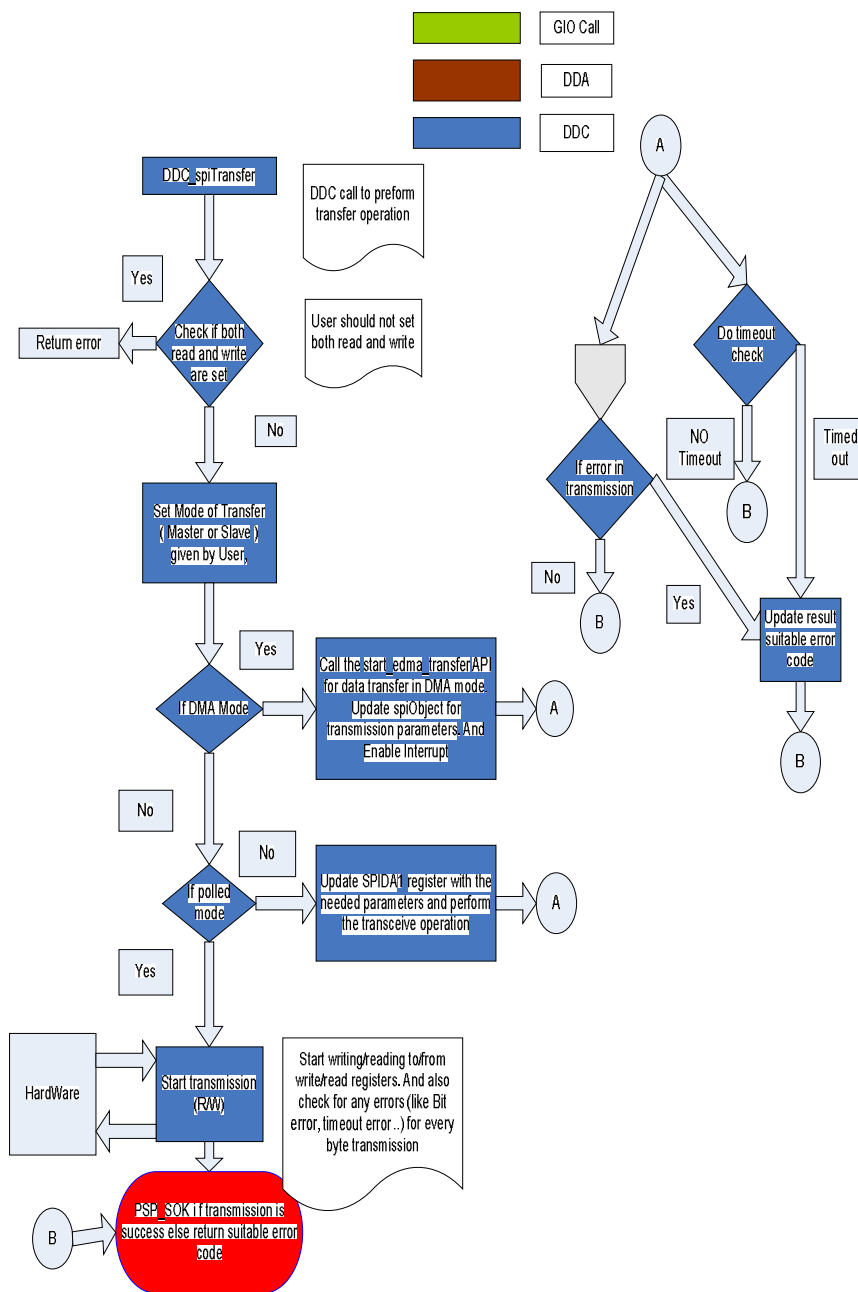 GIO Call
DDA
DDC
A
DDC_spiTransfer
DDC call to preform
transfer operation
Yes
Check if both
read and write
are set
Return error
User should not set
both read and write
Do timeout
check
No
NO
Timeout
Timed
out
If error in
transmission
B
Set Mode of Transfer
( Master or Slave )
given by User,
No
Yes
B
Update result
suitable error
code
Yes
If DMA Mode
Call the start_edma_transferAPI
for data transfer in DMA mode.
Update spiObject for
transmission parameters. And
Enable Interrupt
A
B
No
No
If polled
mode
Update SPIDA1 register with the
needed parameters and perform
the transceive operation
A
Yes
HardWare
Start transmission
(R/W)
Start writing/reading to/from
write/read registers. And also
check for any errors (like Bit
error, timeout error ..) for every
byte transmission
B
PSP_SOK if transmission is
success else return suitable error
code